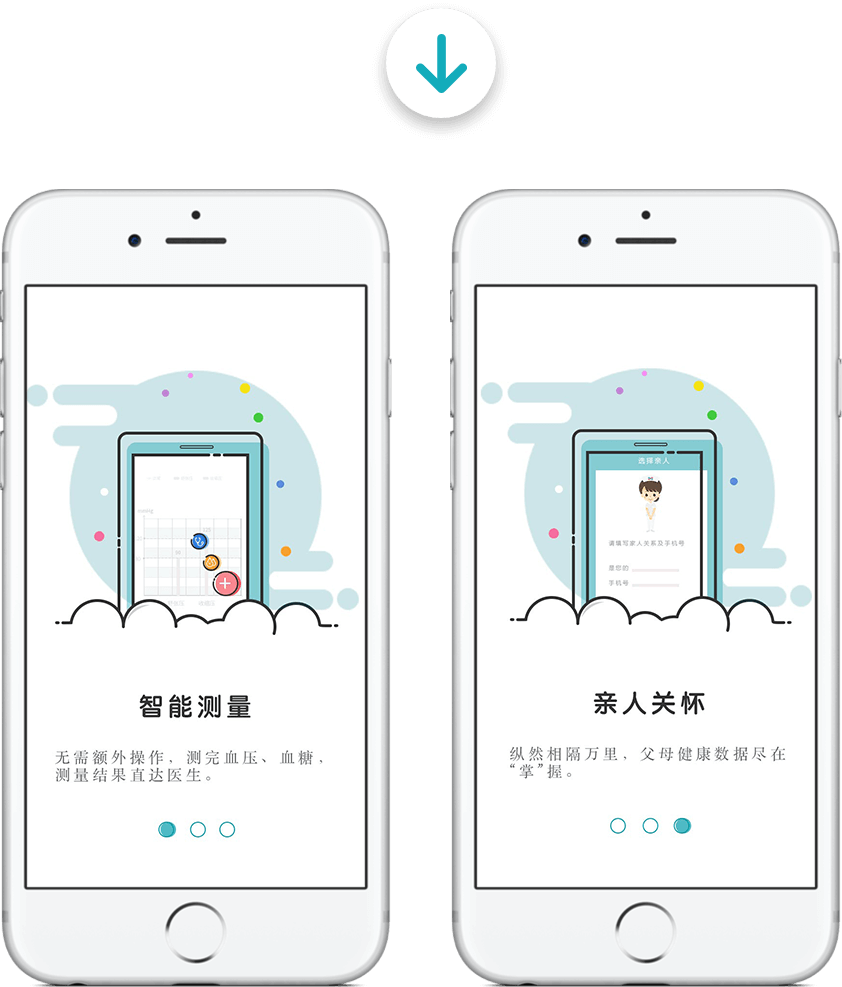 选择亲人
请填写家人关系及手机号
是您的
手机号
智能测量
无需额外操作，测完血压、血糖，
测量结果直达医生。
亲人关怀
纵然相隔万里，父母健康数据尽在
“掌”握。